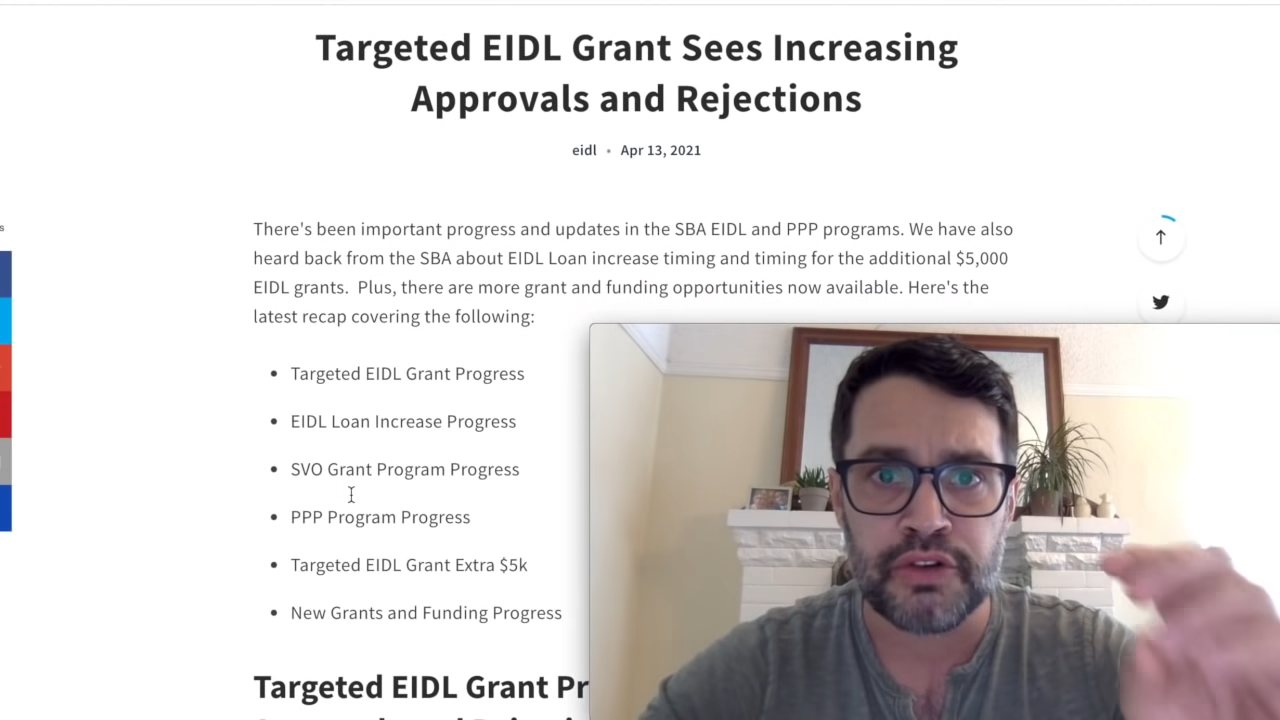 Targeted EIDL Grant Sees Increasing
Approvals and Rejections
eidl • Apr 13, 2021
There's been important progress and updates in the SBA EIDL and PPP programs. We have also
heard back from the SBA about EIDL Loan increase timing and timing for the additional $5,000
EIDL grants.  Plus, there are more grant and funding opportunities now available. Here's the
latest recap covering the following:
• Targeted EIDL Grant Progress
• EIDL Loan Increase Progress
• SVO Grant Program Progress
• PPP Program Progress
• Targeted EIDL Grant Extra $5k
• New Grants and Funding Progress
Targeted EIDL Grant Pr